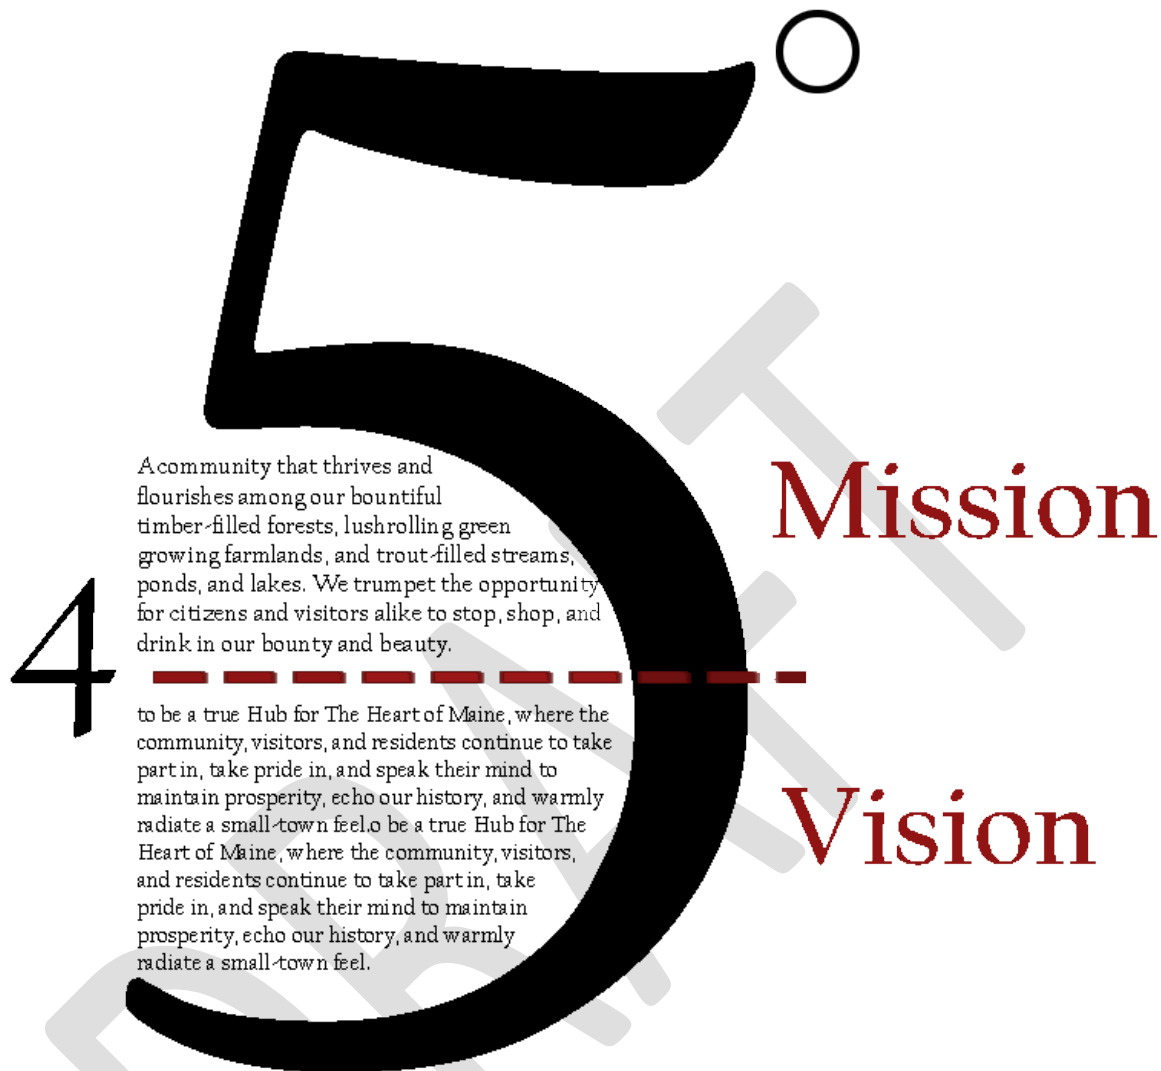 45°
A community that thrives and
flourishes among our bountiful
timber-filled forests, lushrolling green
growing farmlands, and trout-filled streams,
ponds, and lakes. We trumpet the opportunity
for citizens and visitors alike to stop, shop, and
drink in our bounty and beauty.
Mission
to be a true Hub for The Heart of Maine, where the
community, visitors, and residents continue to take
part in, take pride in, and speak their mind to
maintain prosperity, echo our history, and warmly
radiate a small-town feel.o be a true Hub for The
Heart of Maine, where the community, visitors,
and residents continue to take part in, take
pride in, and speak their mind to maintain
prosperity, echo our history, and warmly
radiate a small-town feel.
Vision
DRAFT